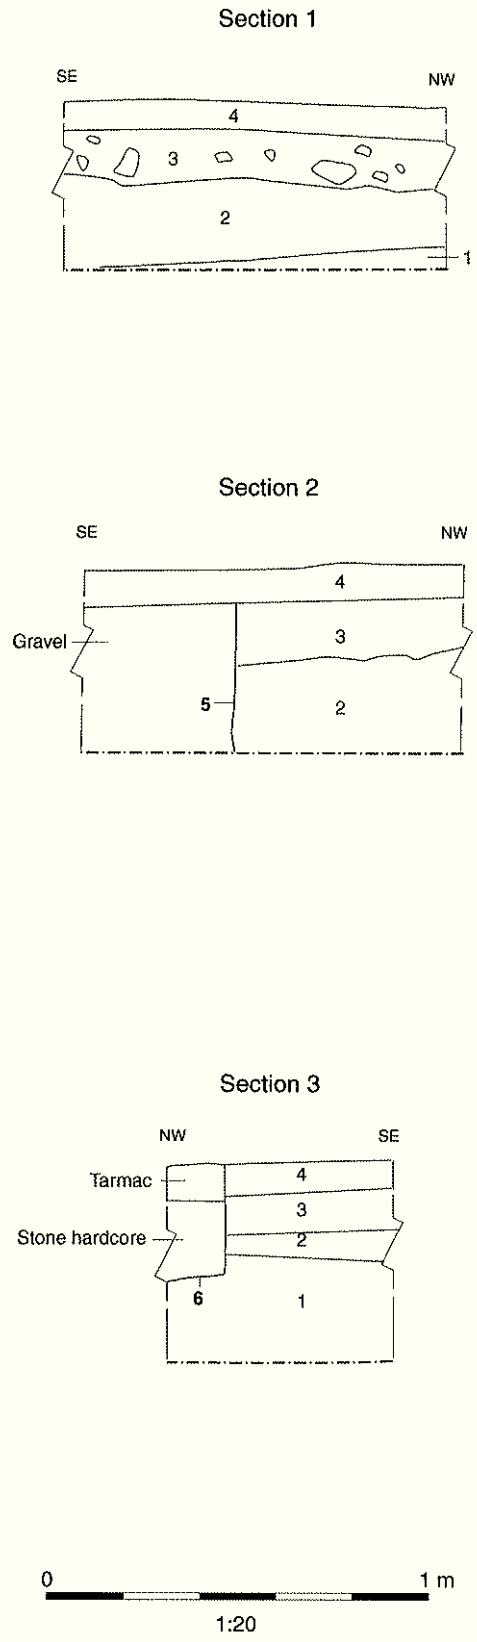 Section 1
SE NW
4
3
2
1
Section 2
SE NW
4
Gravel
3
5
2
Section 3
NW SE
Tarmac
4
3
Stone hardcore
2
6
1
0 1 m
1:20